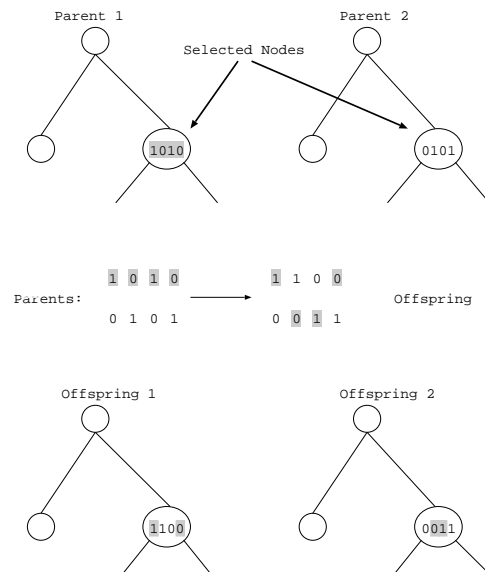 Parent 1 Parent 2
Selected Nodes
1010 0101
1 0 1 0 1 1 0 0
Parents: Offspring
0 1 0 1 0 0 1 1
Offspring 1 Offspring 2
1100 0011